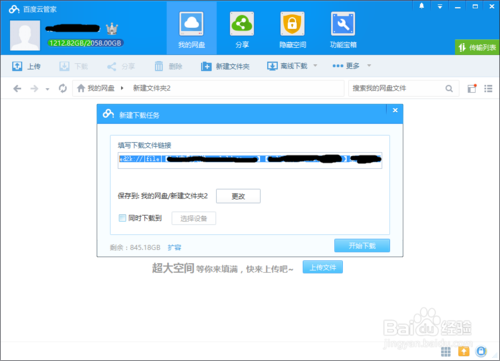 百度云管家
1212.82GB/2058.00GB
我的网盘
分享
隐藏空间
功能宝箱
传输列表
上传
下载
分享
删除
新建文件夹
离线下载
更多
我的网盘
新建文件夹2
搜索我的网盘文件
新建下载任务
填写下载文件链接
保存到: 我的网盘/新建文件夹2
更改
同时下载到
选择设备
剩余: 845.18GB
扩容
开始下载
超大空间 等你来填满，快来上传吧~
上传文件
Baidu 经验
jingyan.baidu.com